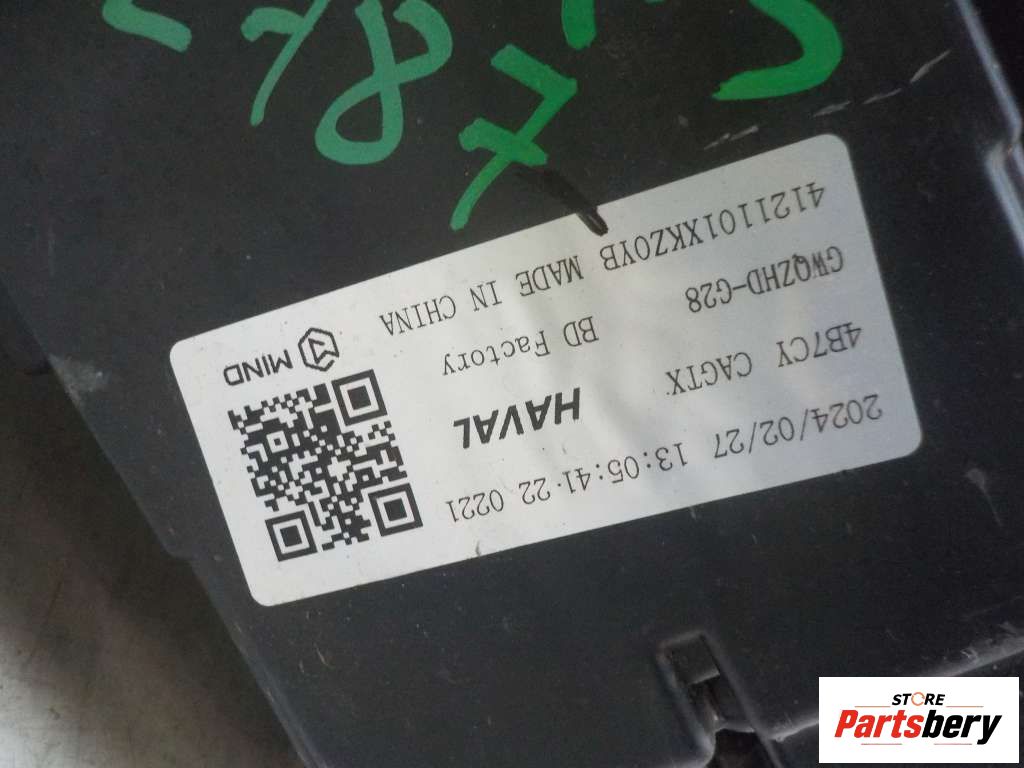 4121101XKZ0YB MADE IN CHINA
GWQZHD-G28 BD Factory
4B7CY CAGTX HAVAL
2024/02/27 13:05:41.22 0221
MIND
STORE
Partsbery